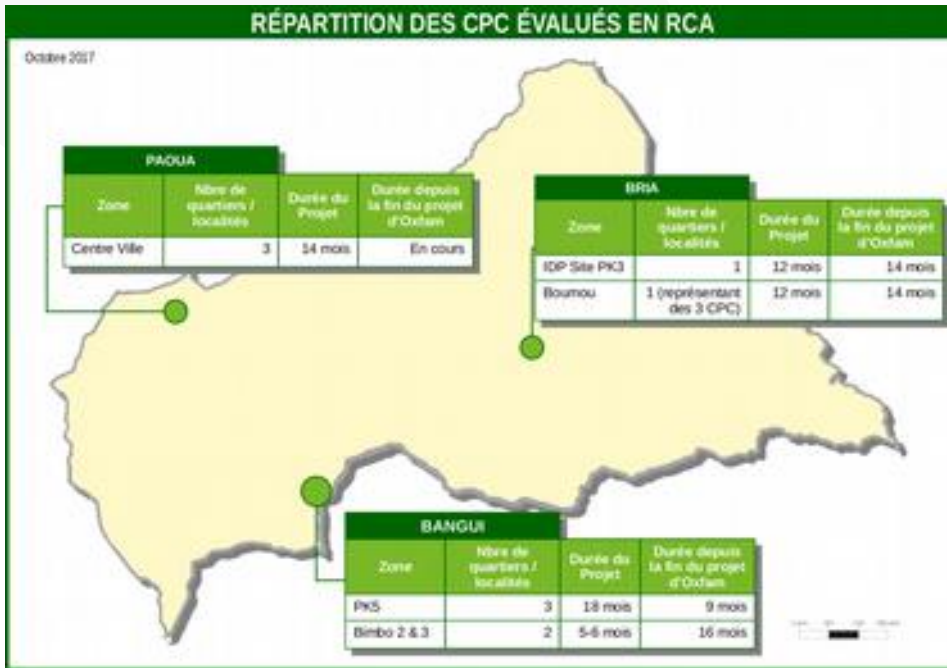 RÉPARTITION DES CPC ÉVALUÉS EN RCA
Octobre 2017
PAOUA
Zone
Nbre de
quartiers /
localités
Durée du
Projet
Durée depuis
la fin du projet
d'Oxfam
Centre Ville 3 14 mois En cours
BRIA
Zone
Nbre de
quartiers /
localités
Durée du
Projet
Durée depuis
la fin du projet
d'Oxfam
IDP Site PK3 1 12 mois 14 mois
Boumou 1 (représentant
des 3 CPC) 12 mois 14 mois
BANGUI
Zone
Nbre de
quartiers /
localités
Durée du
Projet
Durée depuis
la fin du projet
d'Oxfam
PK5 3 18 mois 9 mois
Bimbo 2 & 3 2 5-6 mois 16 mois